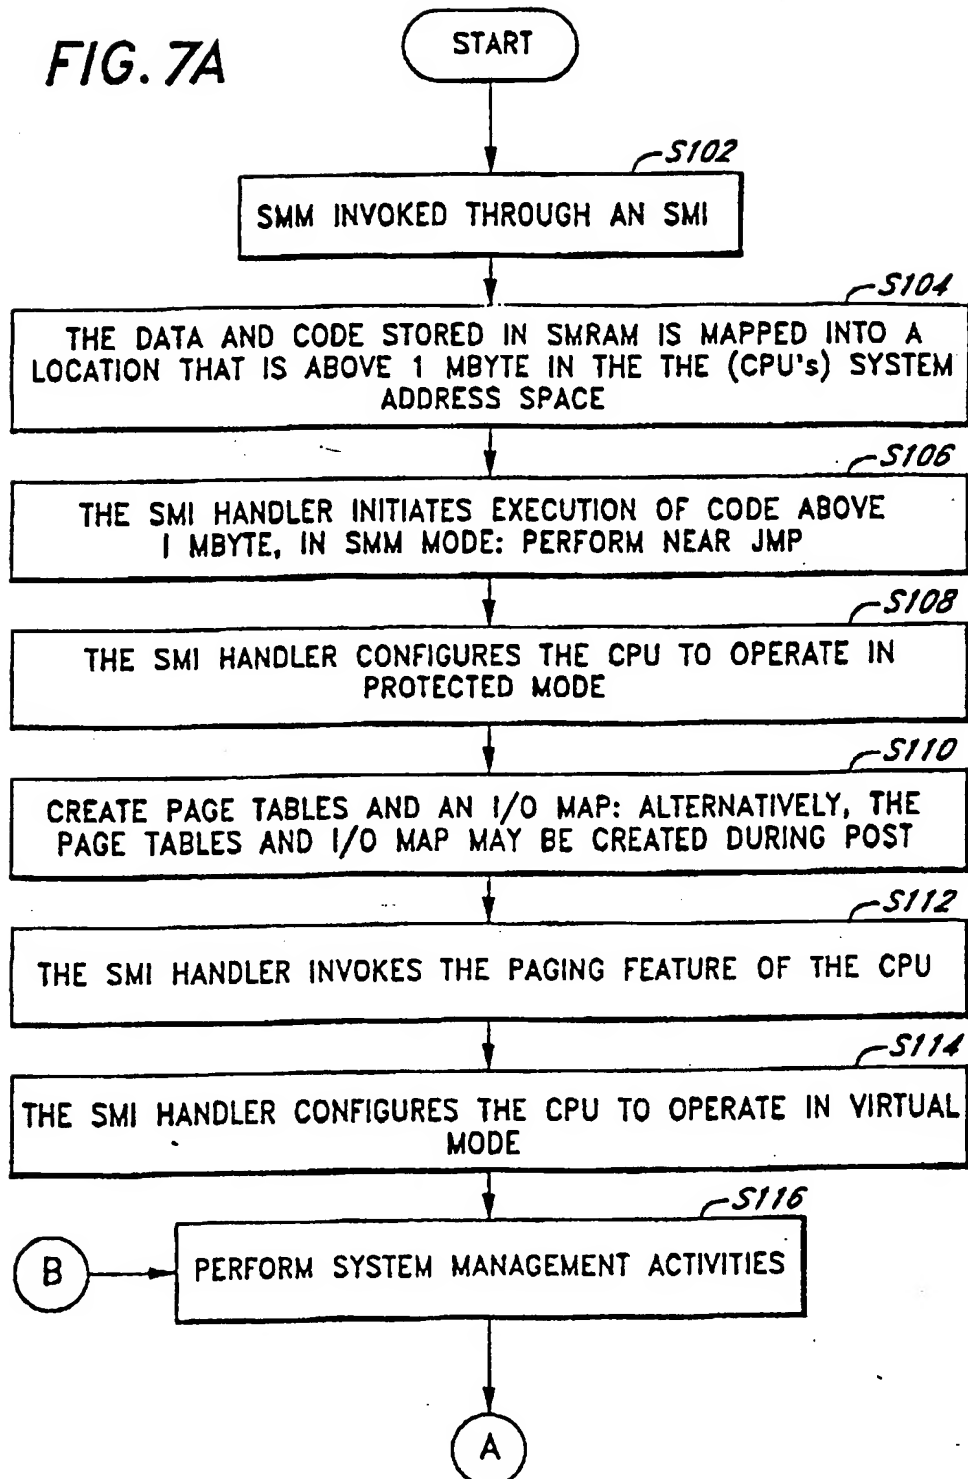 FIG. 7A
START
S102
SMM INVOKED THROUGH AN SMI
S104
THE DATA AND CODE STORED IN SMRAM IS MAPPED INTO A
LOCATION THAT IS ABOVE 1 MBYTE IN THE THE (CPU's) SYSTEM
ADDRESS SPACE
S106
THE SMI HANDLER INITIATES EXECUTION OF CODE ABOVE
1 MBYTE, IN SMM MODE: PERFORM NEAR JMP
S108
THE SMI HANDLER CONFIGURES THE CPU TO OPERATE IN
PROTECTED MODE
S110
CREATE PAGE TABLES AND AN I/O MAP: ALTERNATIVELY, THE
PAGE TABLES AND I/O MAP MAY BE CREATED DURING POST
S112
THE SMI HANDLER INVOKES THE PAGING FEATURE OF THE CPU
S114
THE SMI HANDLER CONFIGURES THE CPU TO OPERATE IN VIRTUAL
MODE
S116
B
PERFORM SYSTEM MANAGEMENT ACTIVITIES
A